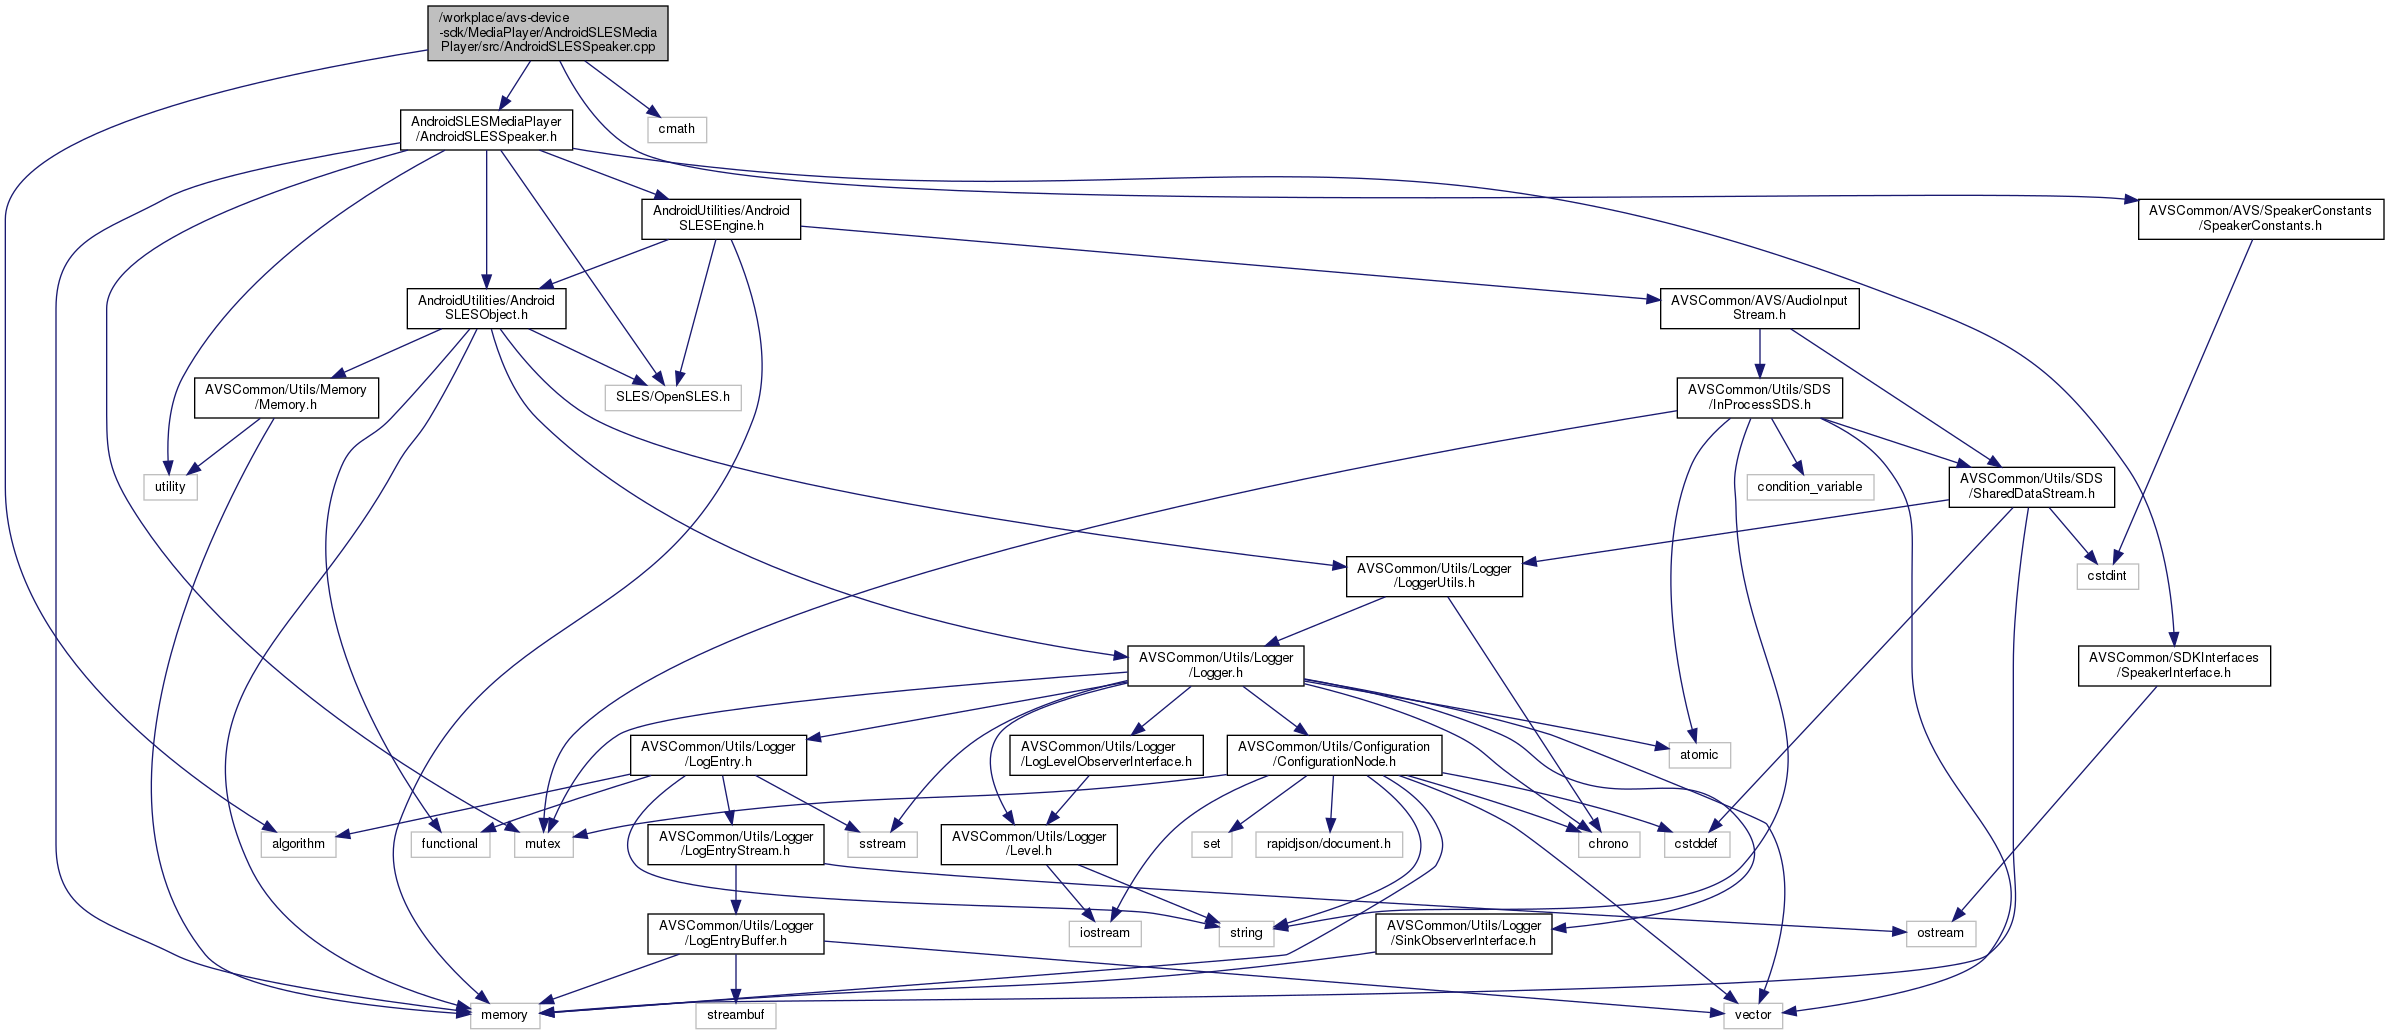 /workplace/avs-device
-sdk/MediaPlayer/AndroidSLESMedia
Player/src/AndroidSLESSpeaker.cpp
AndroidSLESMediaPlayer
/AndroidSLESSpeaker.h
cmath
AndroidUtilities/Android
SLESEngine.h
AVSCommon/AVS/SpeakerConstants
/SpeakerConstants.h
AndroidUtilities/Android
SLESObject.h
AVSCommon/AVS/AudioInput
Stream.h
AVSCommon/Utils/Memory
/Memory.h
SLES/OpenSLES.h
AVSCommon/Utils/SDS
/InProcessSDS.h
utility
condition_variable
AVSCommon/Utils/SDS
/SharedDataStream.h
AVSCommon/Utils/Logger
/LoggerUtils.h
cstdint
AVSCommon/Utils/Logger
/Logger.h
AVSCommon/SDKInterfaces
/SpeakerInterface.h
AVSCommon/Utils/Logger
/LogEntry.h
AVSCommon/Utils/Logger
/LogLevelObserverInterface.h
AVSCommon/Utils/Configuration
/ConfigurationNode.h
atomic
algorithm
functional
mutex
AVSCommon/Utils/Logger
/LogEntryStream.h
sstream
AVSCommon/Utils/Logger
/Level.h
set
rapidjson/document.h
chrono
cstddef
AVSCommon/Utils/Logger
/LogEntryBuffer.h
iostream
string
AVSCommon/Utils/Logger
/SinkObserverInterface.h
ostream
memory
streambuf
vector